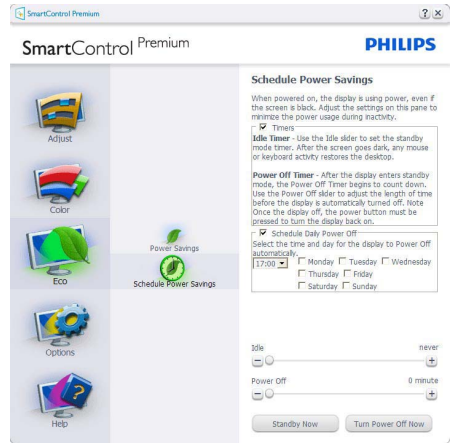 SmartControl Premium
SmartControl Premium
PHILIPS
Adjust
Color
Eco
Options
Help
Power Savings
Schedule Power Savings
Schedule Power Savings
When powered on, the display is using power, even if
the screen is black. Adjust the settings on this pane to
minimize the power usage during inactivity.
Timers
Idle Timer - Use the Idle slider to set the standby
mode timer. After the screen goes dark, any mouse
or keyboard activity restores the desktop.
Power Off Timer - After the display enters standby
mode, the Power Off Timer begins to count down.
Use the Power Off slider to adjust the length of time
before the display is automatically turned off. Note
Once the display off, the power button must be
pressed to turn the display back on.
Schedule Daily Power Off
Select the time and day for the display to Power Off
automatically.
17:00 Monday Tuesday Wednesday
Thursday Friday
Saturday Sunday
Idle never
Power Off 0 minute
Standby Now Turn Power Off Now